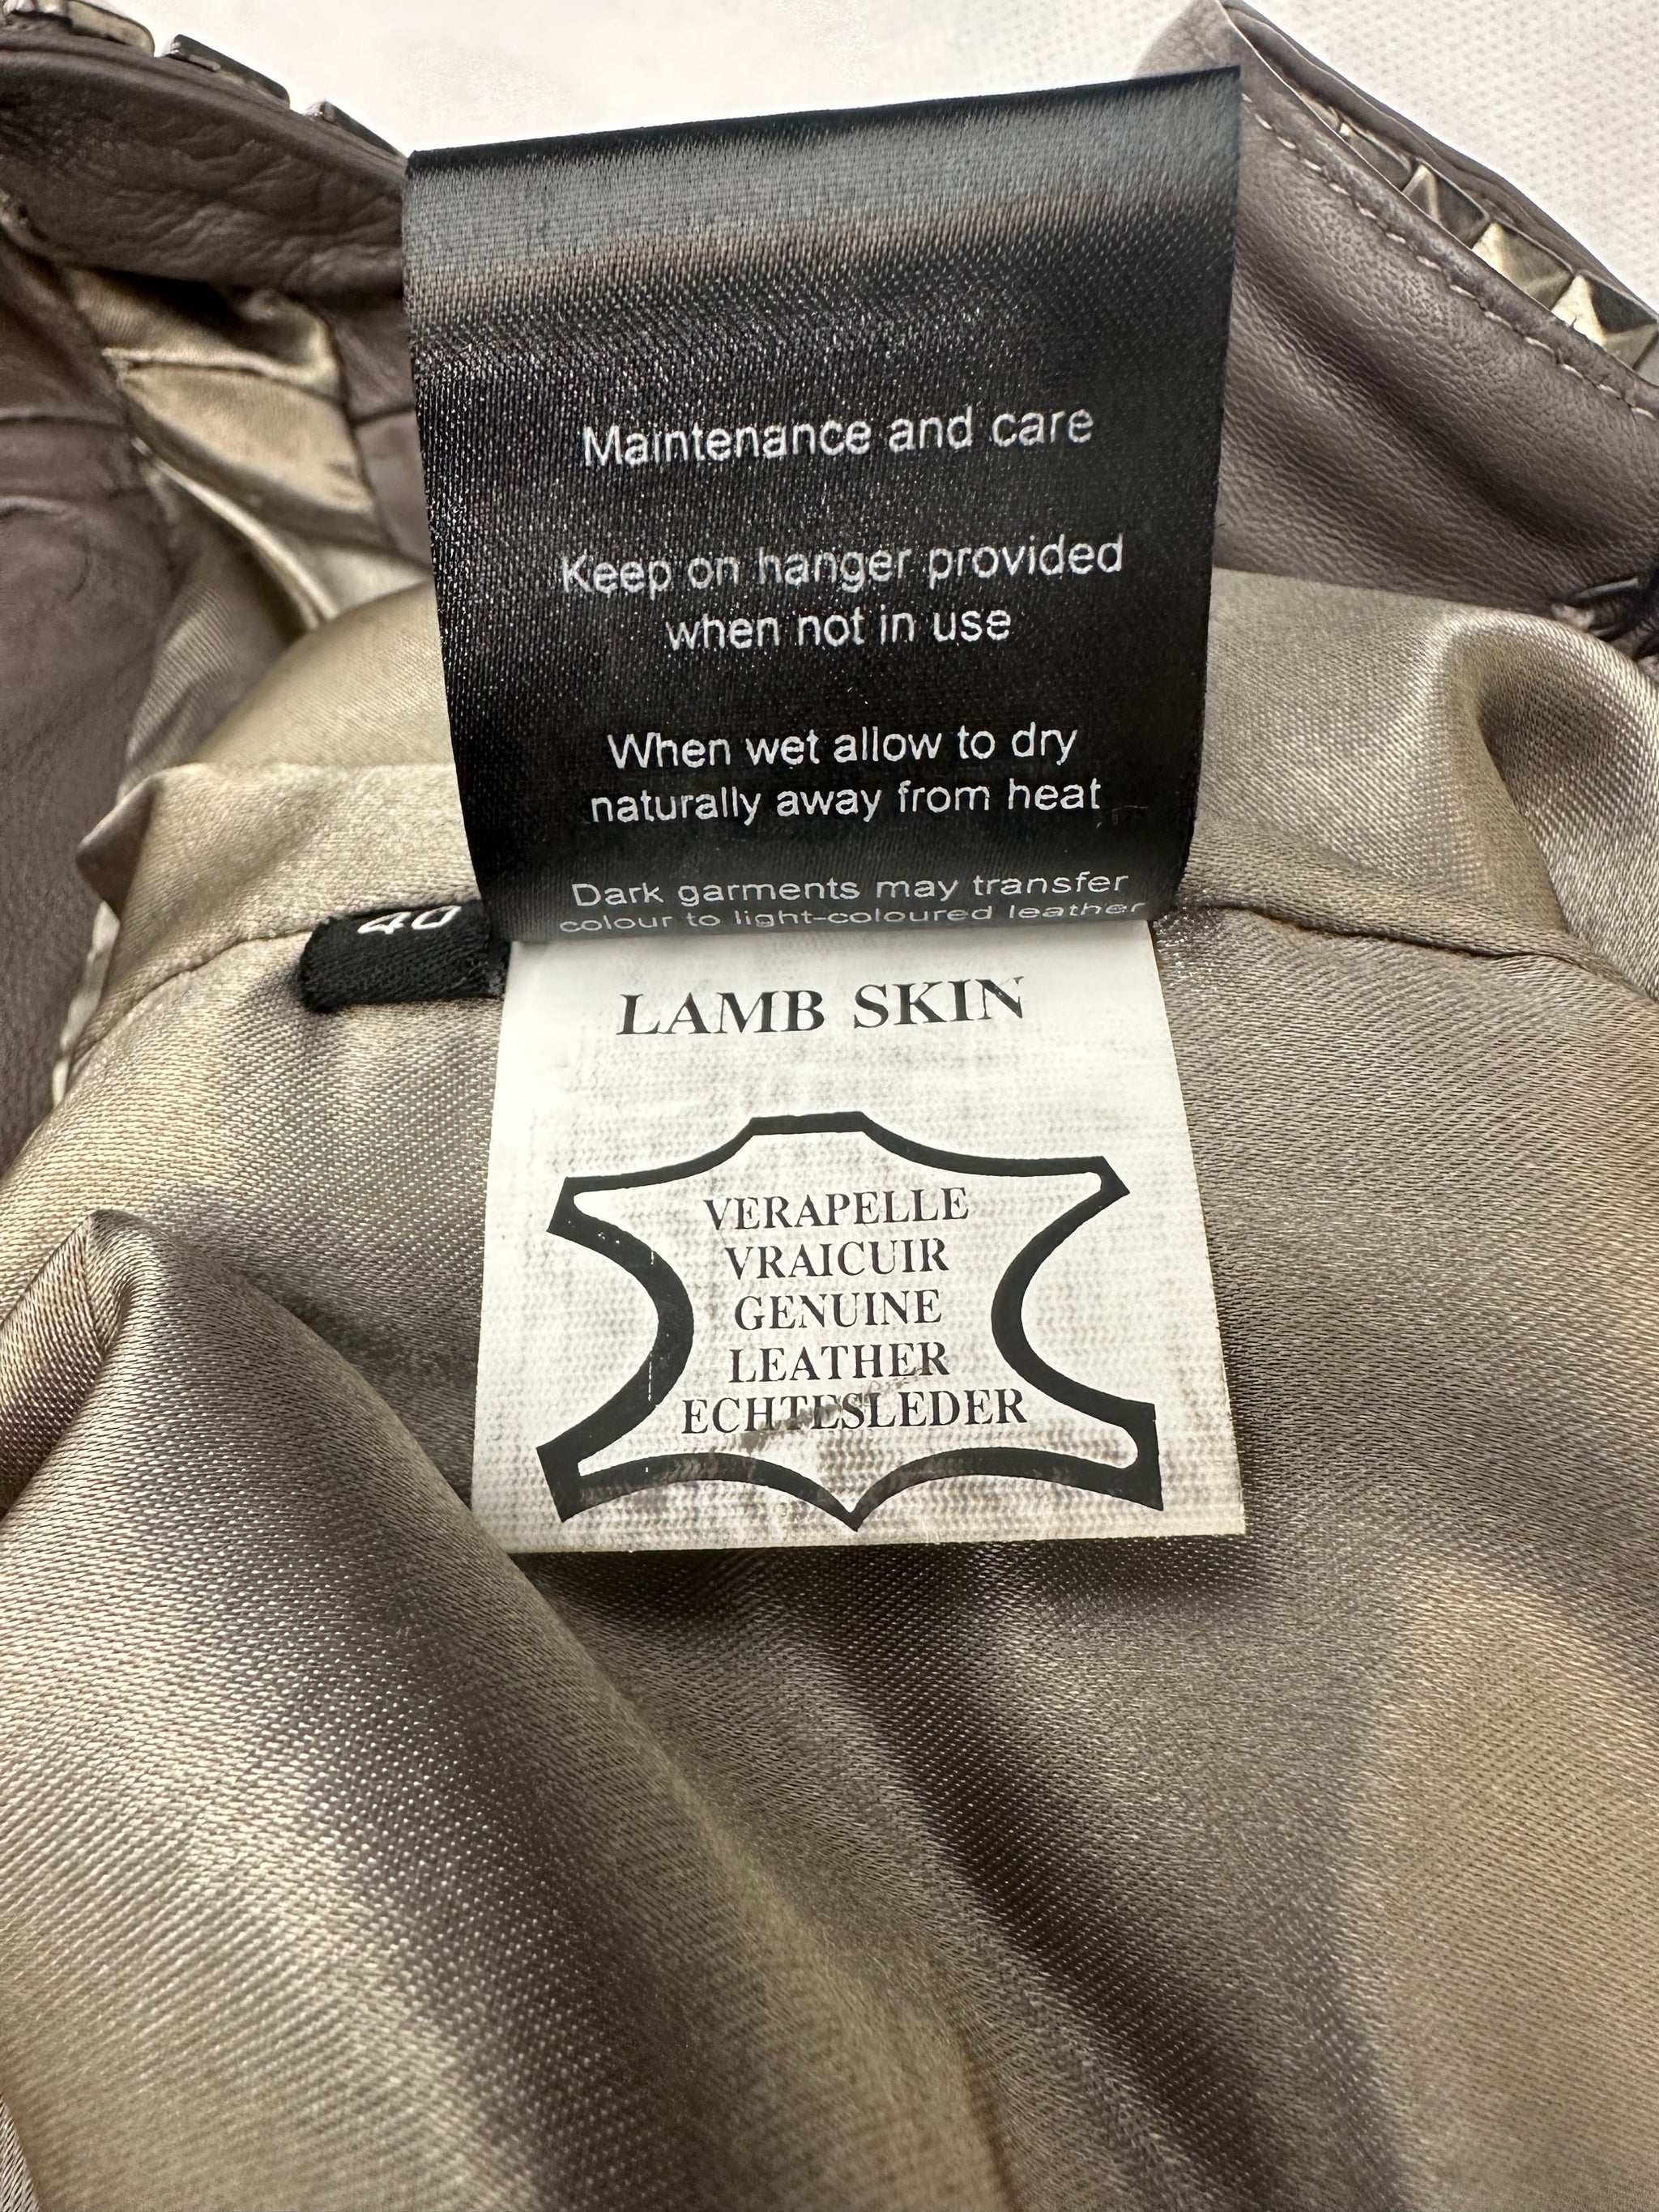 Maintenance and care
Keep on hanger provided
when not in use
When wet allow to dry
naturally away from heat
Dark garments may transfer
colour to light-coloured leather
40
LAMB SKIN
VERAPELLE
VRAICUIR
GENUINE
LEATHER
ECHTESLEDER